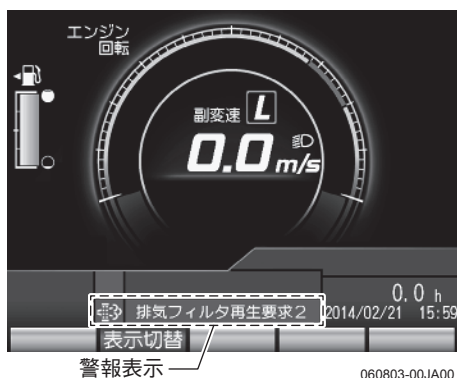 エンジン
回転
副変速 L
0.0 m/s
0.0 h
排気フィルタ再生要求2
2014/02/21 15:59
表示切替
警報表示
060803-00JA00